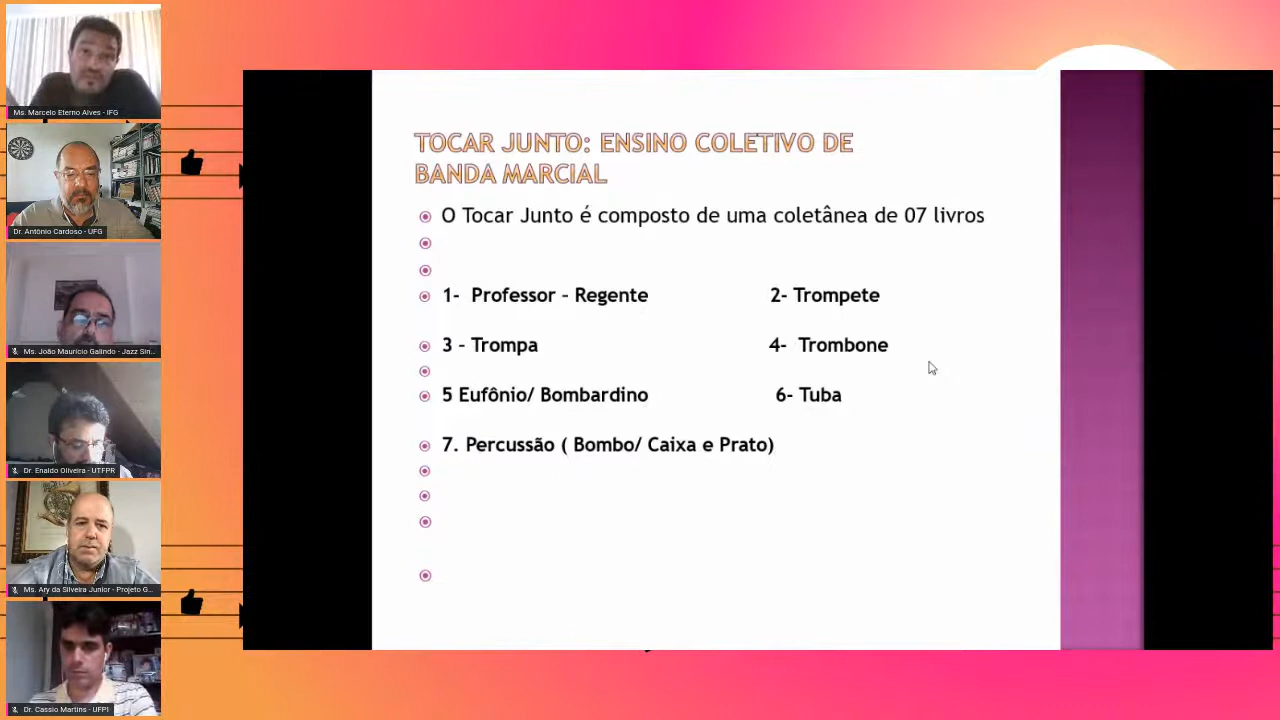 Ms. Marcelo Eterno Alves - IFG
Dr. Antônio Cardoso - UFG
Ms. João Maurício Galindo - Jazz Sin...
Dr. Enaldo Oliveira - UTFPR
Ms. Ary da Silveira Junior - Projeto G...
Dr. Cassio Martins - UFPI
TOCAR JUNTO: ENSINO COLETIVO DE
BANDA MARCIAL
O Tocar Junto é composto de uma coletânea de 07 livros
1- Professor – Regente 2- Trompete
3 – Trompa 4- Trombone
5 Eufônio/ Bombardino 6- Tuba
7. Percussão ( Bombo/ Caixa e Prato)